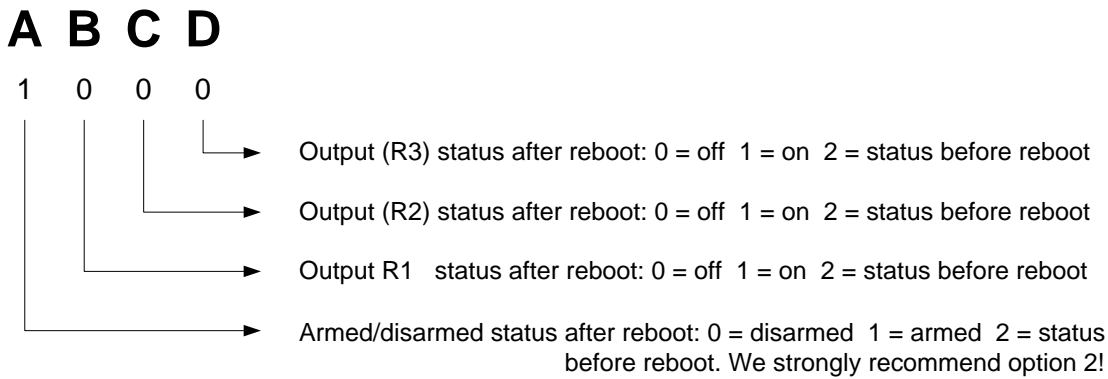 A B C D
1 0 0 0
Output (R3) status after reboot: 0 = off 1 = on 2 = status before reboot
Output (R2) status after reboot: 0 = off 1 = on 2 = status before reboot
Output R1 status after reboot: 0 = off 1 = on 2 = status before reboot
Armed/disarmed status after reboot: 0 = disarmed 1 = armed 2 = status
before reboot. We strongly recommend option 2!